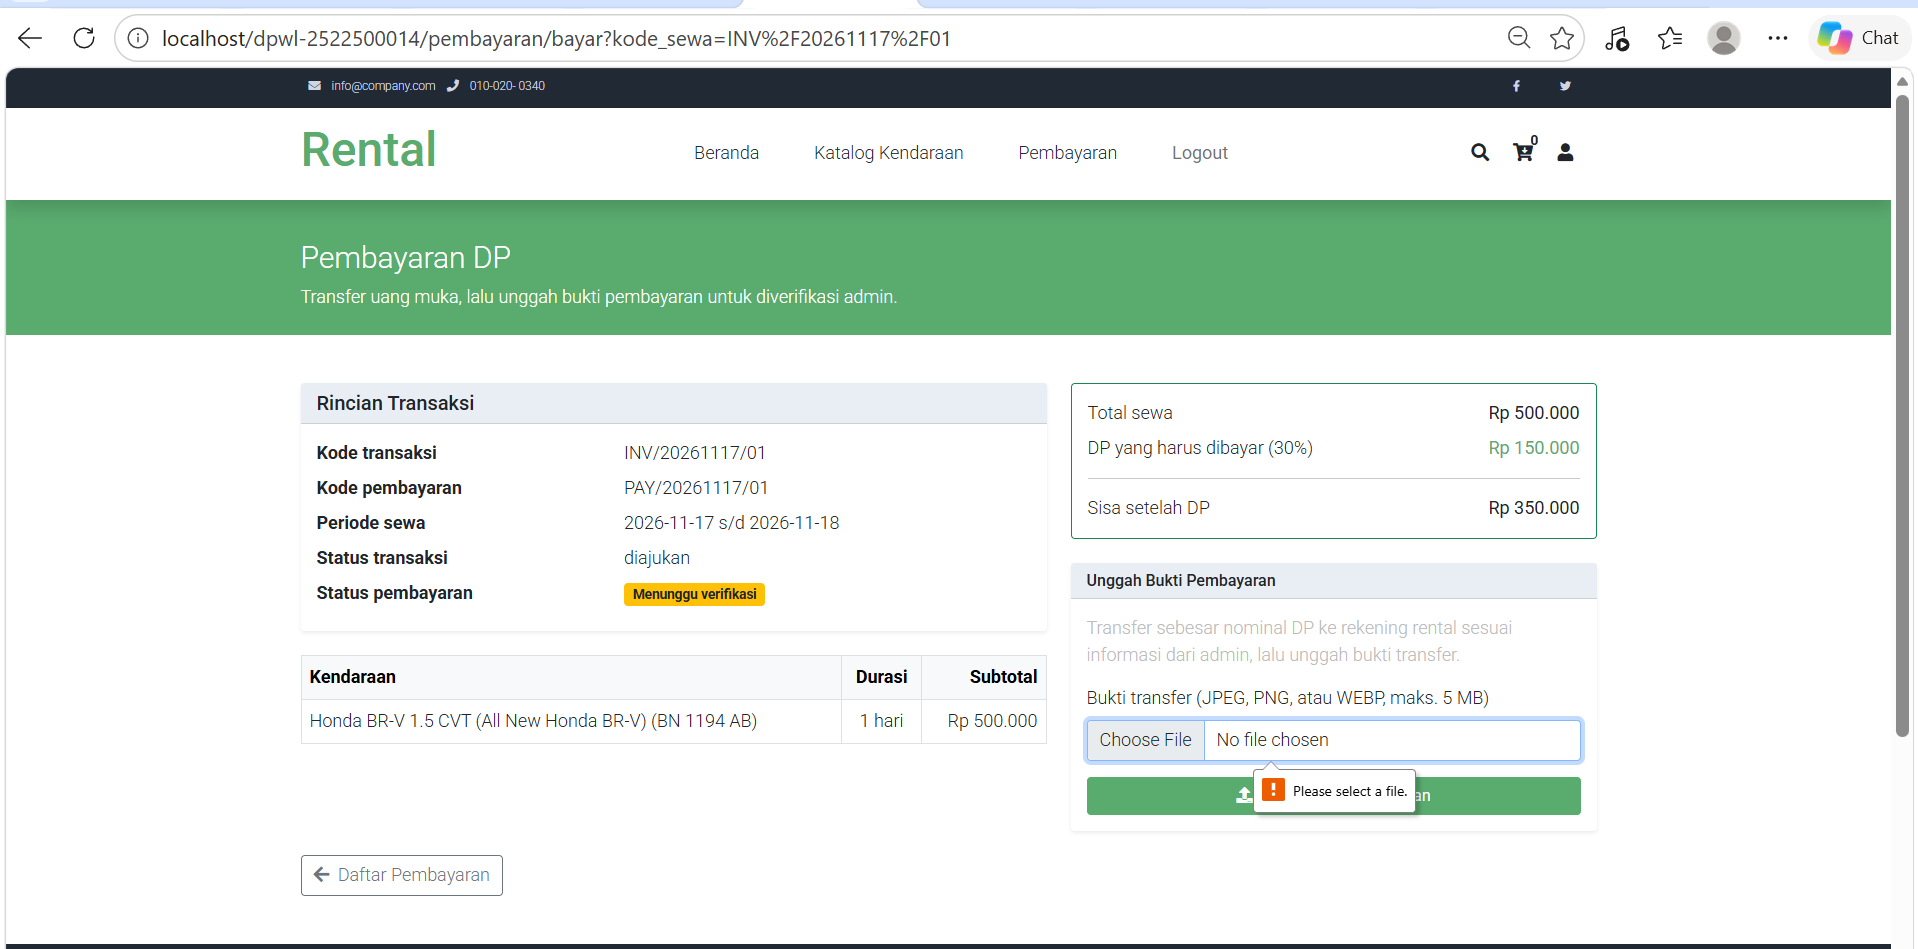 localhost/dpwl-2522500014/pembayaran/bayar?kode_sewa=INV%2F20261117%2F01
Chat
info@company.com 010-020- 0340
Rental
Beranda Katalog Kendaraan Pembayaran Logout
0
Pembayaran DP
Transfer uang muka, lalu unggah bukti pembayaran untuk diverifikasi admin.
Rincian Transaksi
Kode transaksi INV/20261117/01
Kode pembayaran PAY/20261117/01
Periode sewa 2026-11-17 s/d 2026-11-18
Status transaksi diajukan
Status pembayaran Menunggu verifikasi
Kendaraan Durasi Subtotal
Honda BR-V 1.5 CVT (All New Honda BR-V) (BN 1194 AB) 1 hari Rp 500.000
Total sewa Rp 500.000
DP yang harus dibayar (30%) Rp 150.000
Sisa setelah DP Rp 350.000
Unggah Bukti Pembayaran
Transfer sebesar nominal DP ke rekening rental sesuai
informasi dari admin, lalu unggah bukti transfer.
Bukti transfer (JPEG, PNG, atau WEBP, maks. 5 MB)
Choose File No file chosen
Please select a file.
Daftar Pembayaran